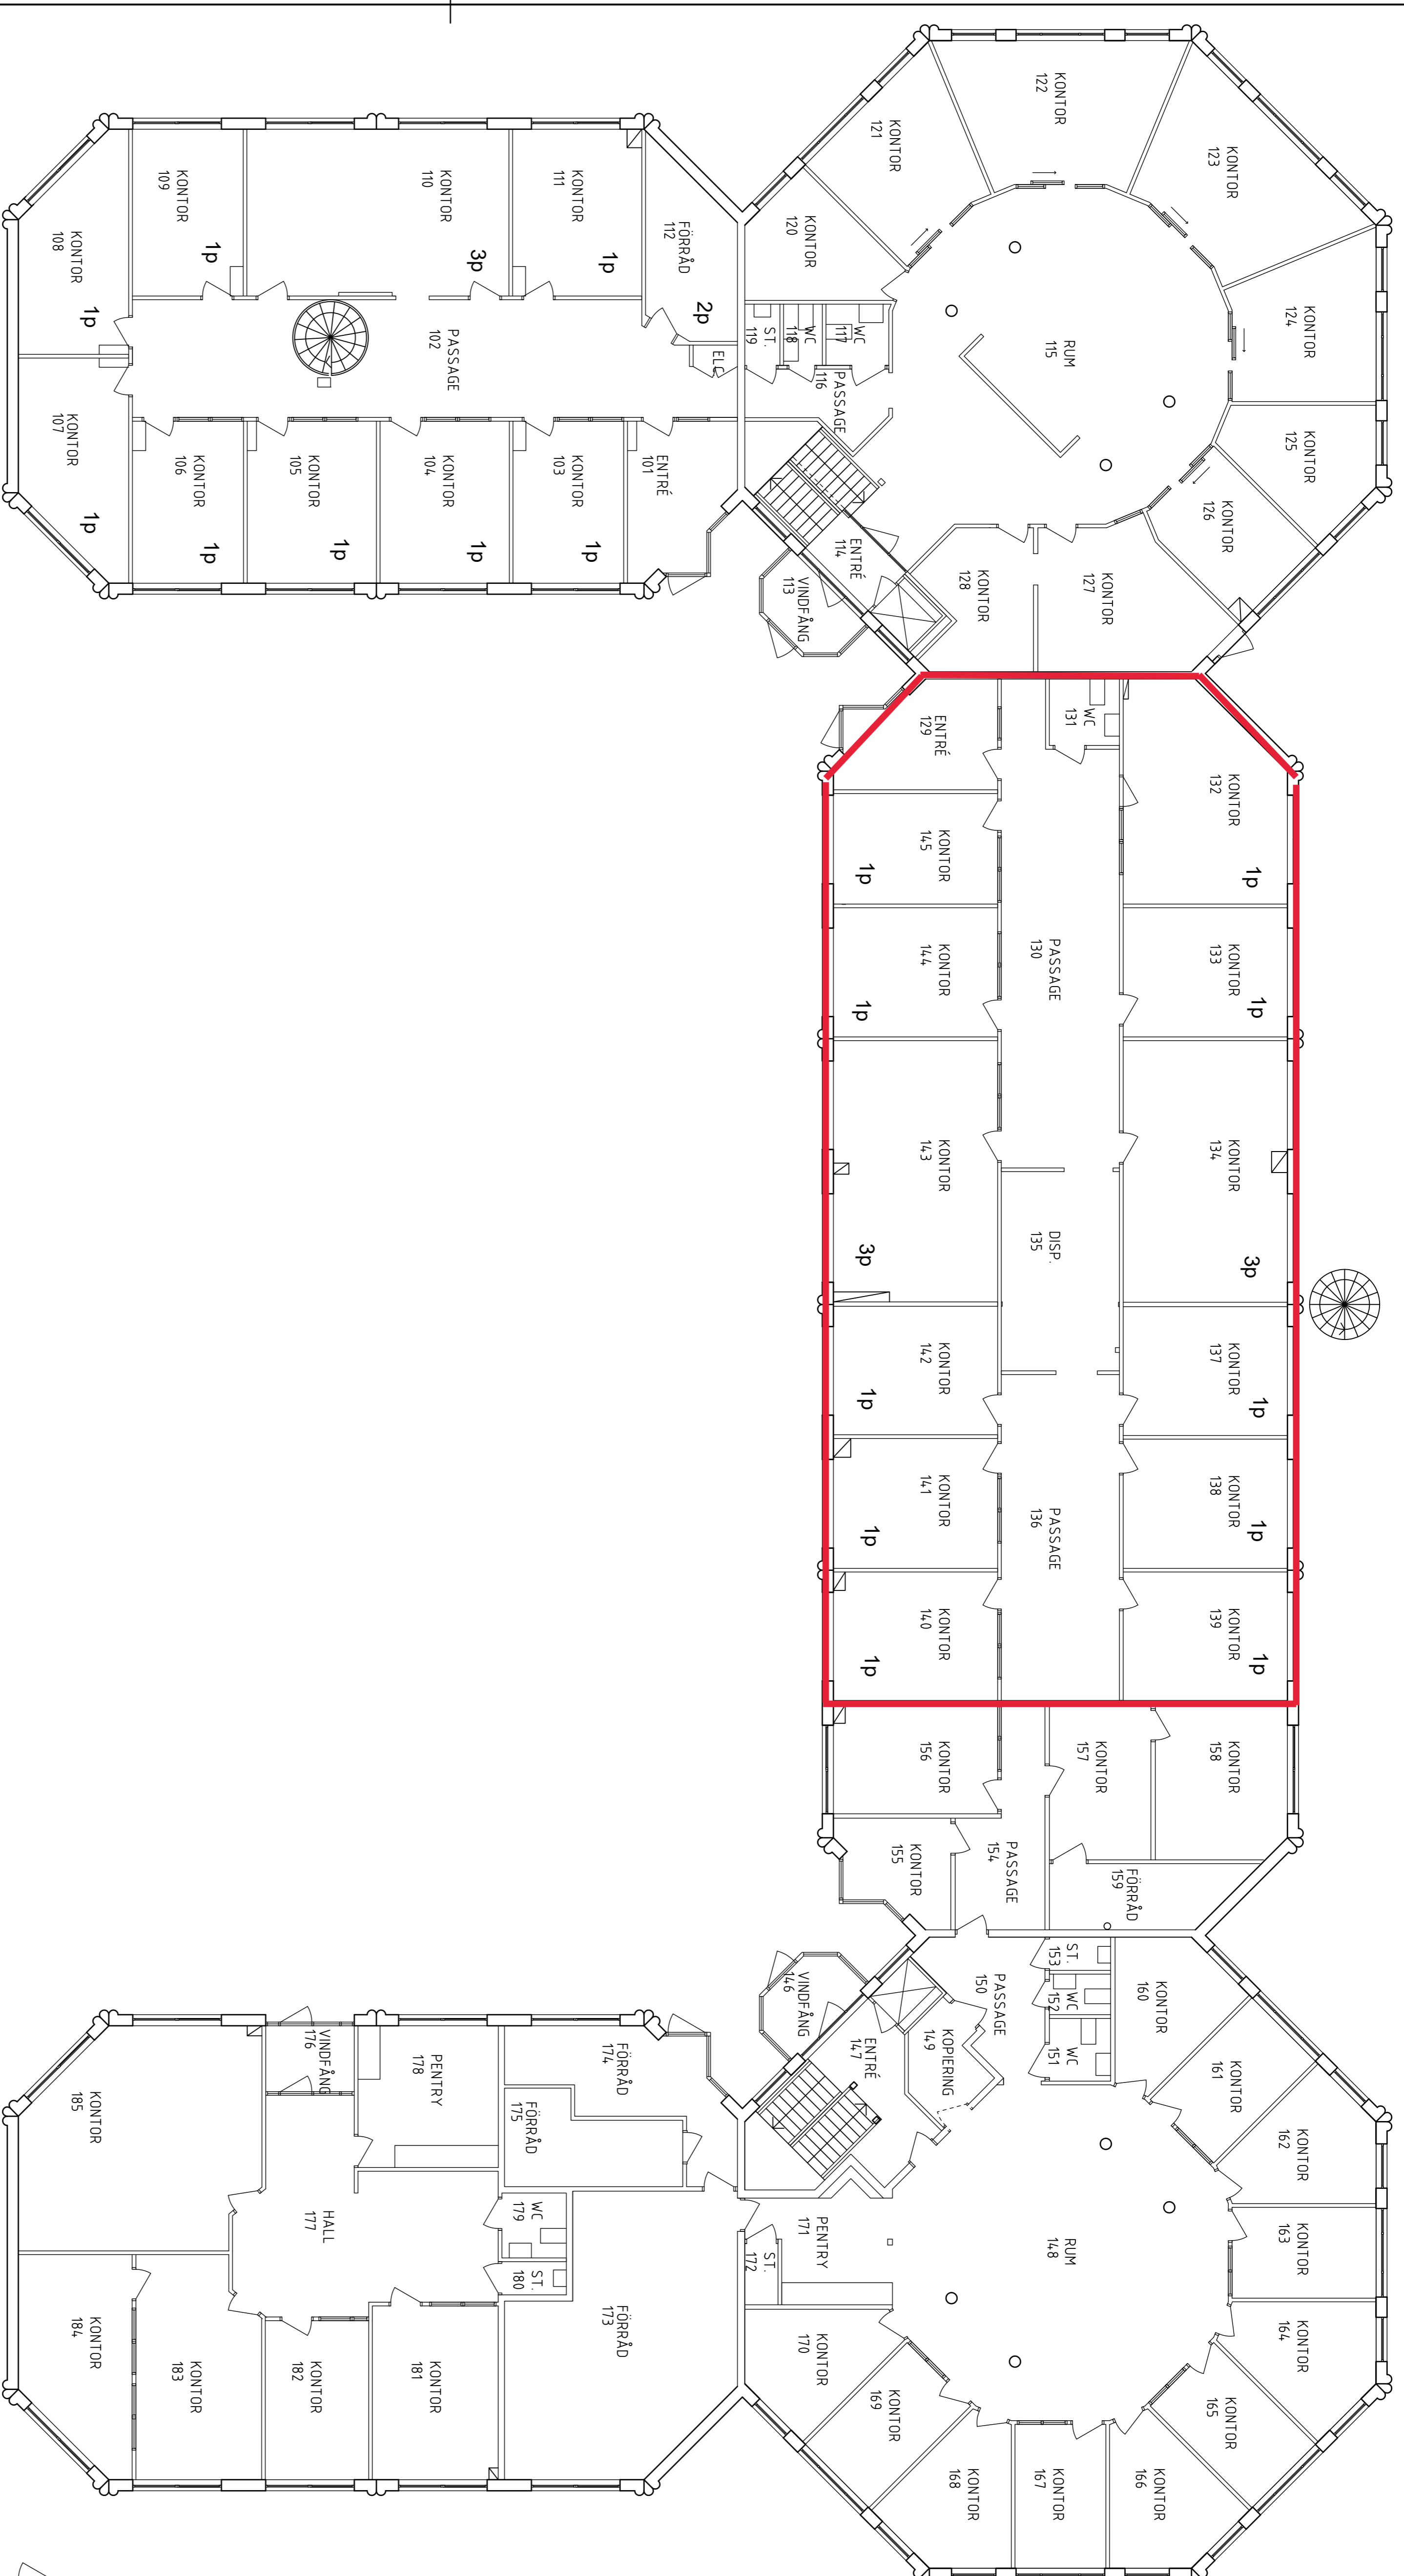 KONTOR
122
KONTOR
121
KONTOR
123
KONTOR
120
KONTOR
124
KONTOR
125
KONTOR
126
KONTOR
127
KONTOR
128
RUM
115
WC
117
WC
118
ST.
119
PASSAGE
116
ENTRÉ
114
VINDFÅNG
113
KONTOR
109
1p
KONTOR
110
3p
KONTOR
111
1p
FÖRRÅD
112
2p
ELC
KONTOR
108
1p
PASSAGE
102
KONTOR
107
1p
KONTOR
106
1p
KONTOR
105
1p
KONTOR
104
1p
KONTOR
103
1p
ENTRÉ
101
ENTRÉ
129
WC
131
KONTOR
132
1p
KONTOR
145
1p
KONTOR
144
1p
PASSAGE
130
KONTOR
133
1p
KONTOR
143
3p
KONTOR
134
3p
DISP.
135
KONTOR
142
1p
KONTOR
137
1p
KONTOR
141
1p
PASSAGE
136
KONTOR
138
1p
KONTOR
140
1p
KONTOR
139
1p
KONTOR
156
KONTOR
157
KONTOR
158
KONTOR
155
PASSAGE
154
FÖRRÅD
159
ST.
153
WC
152
WC
151
PASSAGE
150
KOPIERING
149
VINDFÅNG
146
ENTRÉ
147
KONTOR
160
KONTOR
161
KONTOR
162
KONTOR
163
KONTOR
164
KONTOR
165
KONTOR
166
KONTOR
167
KONTOR
168
KONTOR
169
KONTOR
170
RUM
148
PENTRY
171
ST.
172
FÖRRÅD
173
FÖRRÅD
174
FÖRRÅD
175
VINDFÅNG
176
PENTRY
178
HALL
177
WC
179
ST.
180
KONTOR
181
KONTOR
182
KONTOR
183
KONTOR
184
KONTOR
185